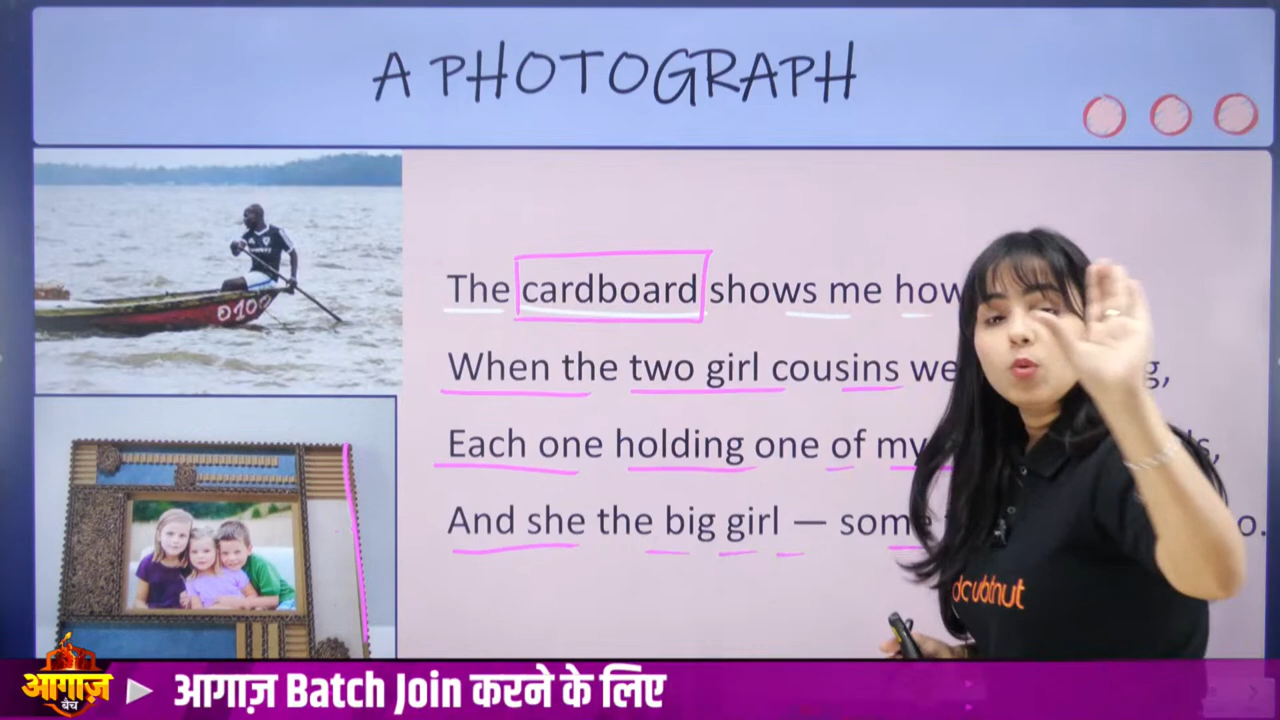 A PHOTOGRAPH
The cardboard shows me how
When the two girl cousins we g,
Each one holding one of my ls,
And she the big girl — some o.
doubtnut
आगाज़ बैच
आगाज़ Batch Join करने के लिए